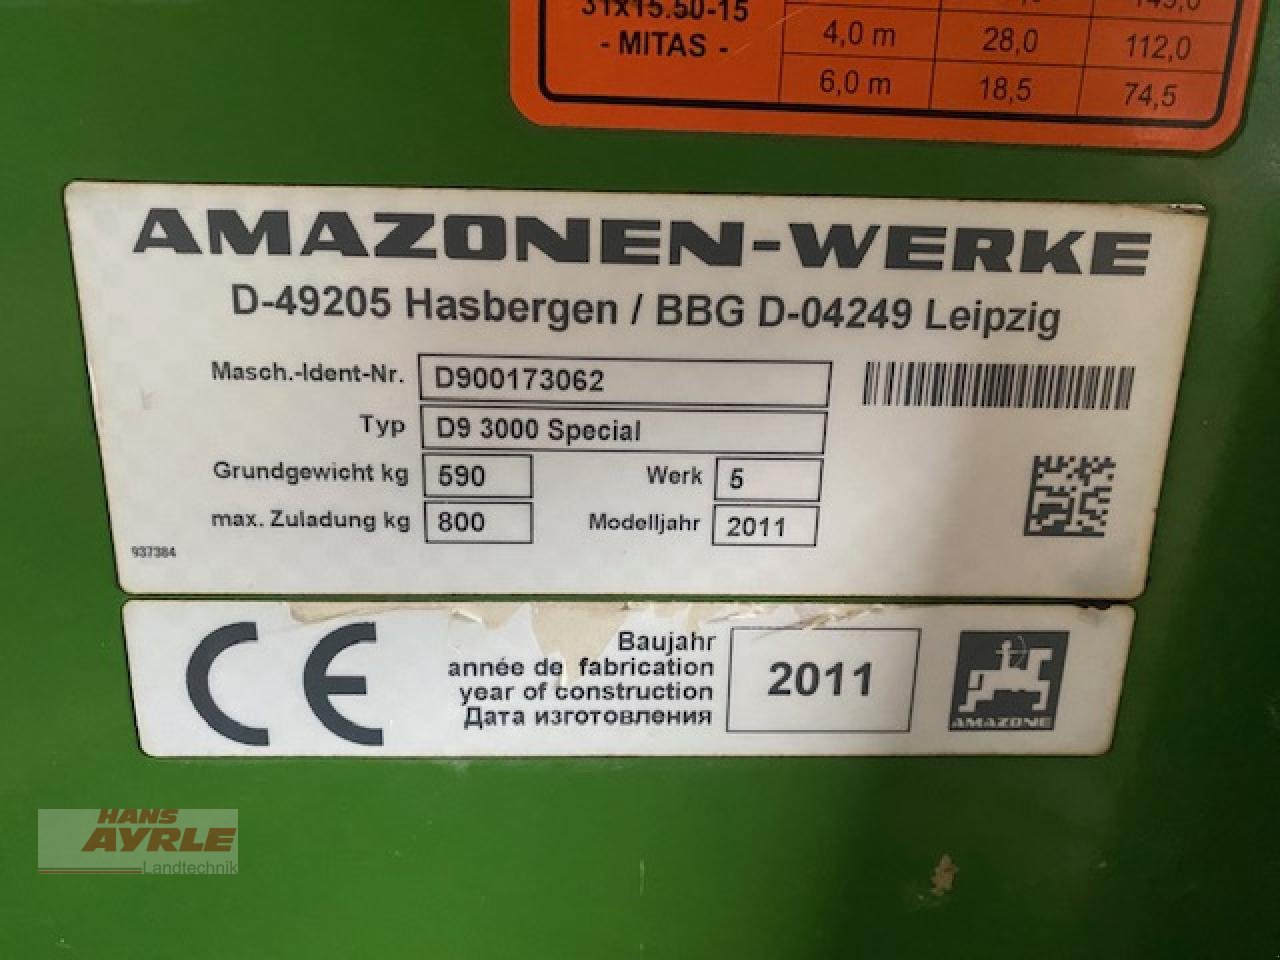 31x15.50-15
- MITAS -
4,0 m 28,0 112,0
6,0 m 18,5 74,5
AMAZONEN-WERKE
D-49205 Hasbergen / BBG D-04249 Leipzig
Masch.-Ident-Nr. D900173062
Typ D9 3000 Special
Grundgewicht kg 590 Werk 5
max. Zuladung kg 800 Modelljahr 2011
937384
CE
Baujahr
année de fabrication
year of construction
Дата изготовления
2011
AMAZONE
HANS
AYRLE
Landtechnik